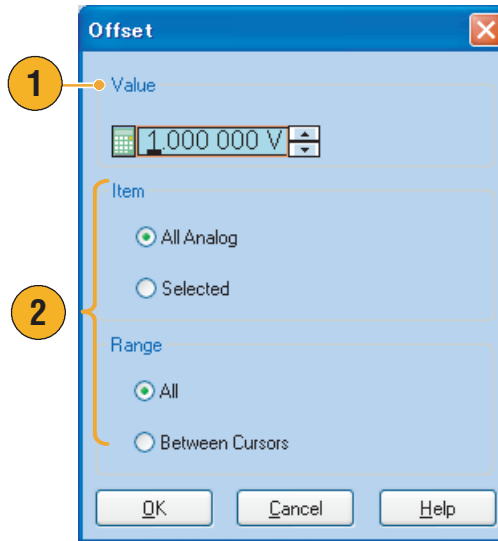 Offset
1
Value
1.000 000 V
Item
All Analog
Selected
2
Range
All
Between Cursors
OK Cancel Help